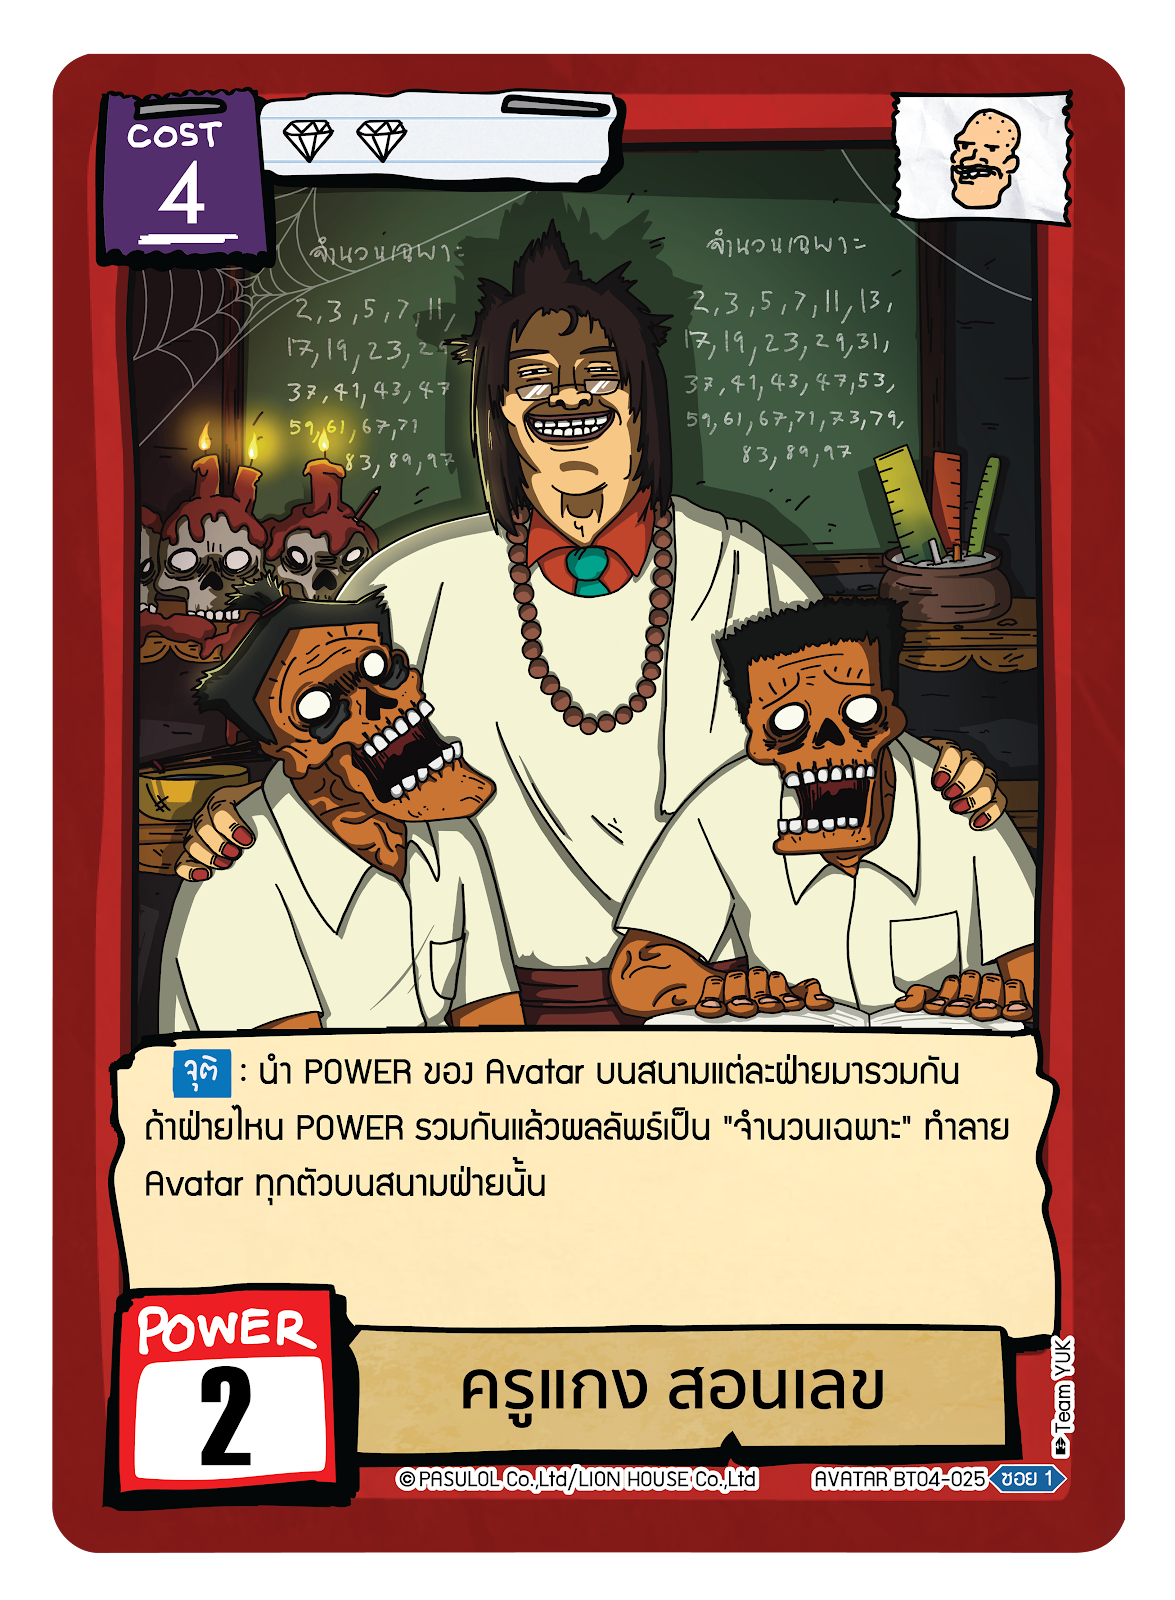 COST
4
จำนวนเฉพาะ
2,3,5,7,11,
17,19,23,29
37,41,43,47
59,61,67,71
83,89,97
จำนวนเฉพาะ
2,3,5,7,11,13,
17,19,23,29,31,
37,41,43,47,53,
59,61,67,71,73,79,
83,89,97
จุติ : นำ POWER ของ Avatar บนสนามแต่ละฝ่ายมารวมกัน
ถ้าฝ่ายไหน POWER รวมกันแล้วผลลัพธ์เป็น "จำนวนเฉพาะ" ทำลาย
Avatar ทุกตัวบนสนามฝ่ายนั้น
POWER
2
ครูแกง สอนเลข
Team YUK
©PASULOL Co.,Ltd/LION HOUSE Co.,Ltd
AVATAR BT04-025 ซอย 1